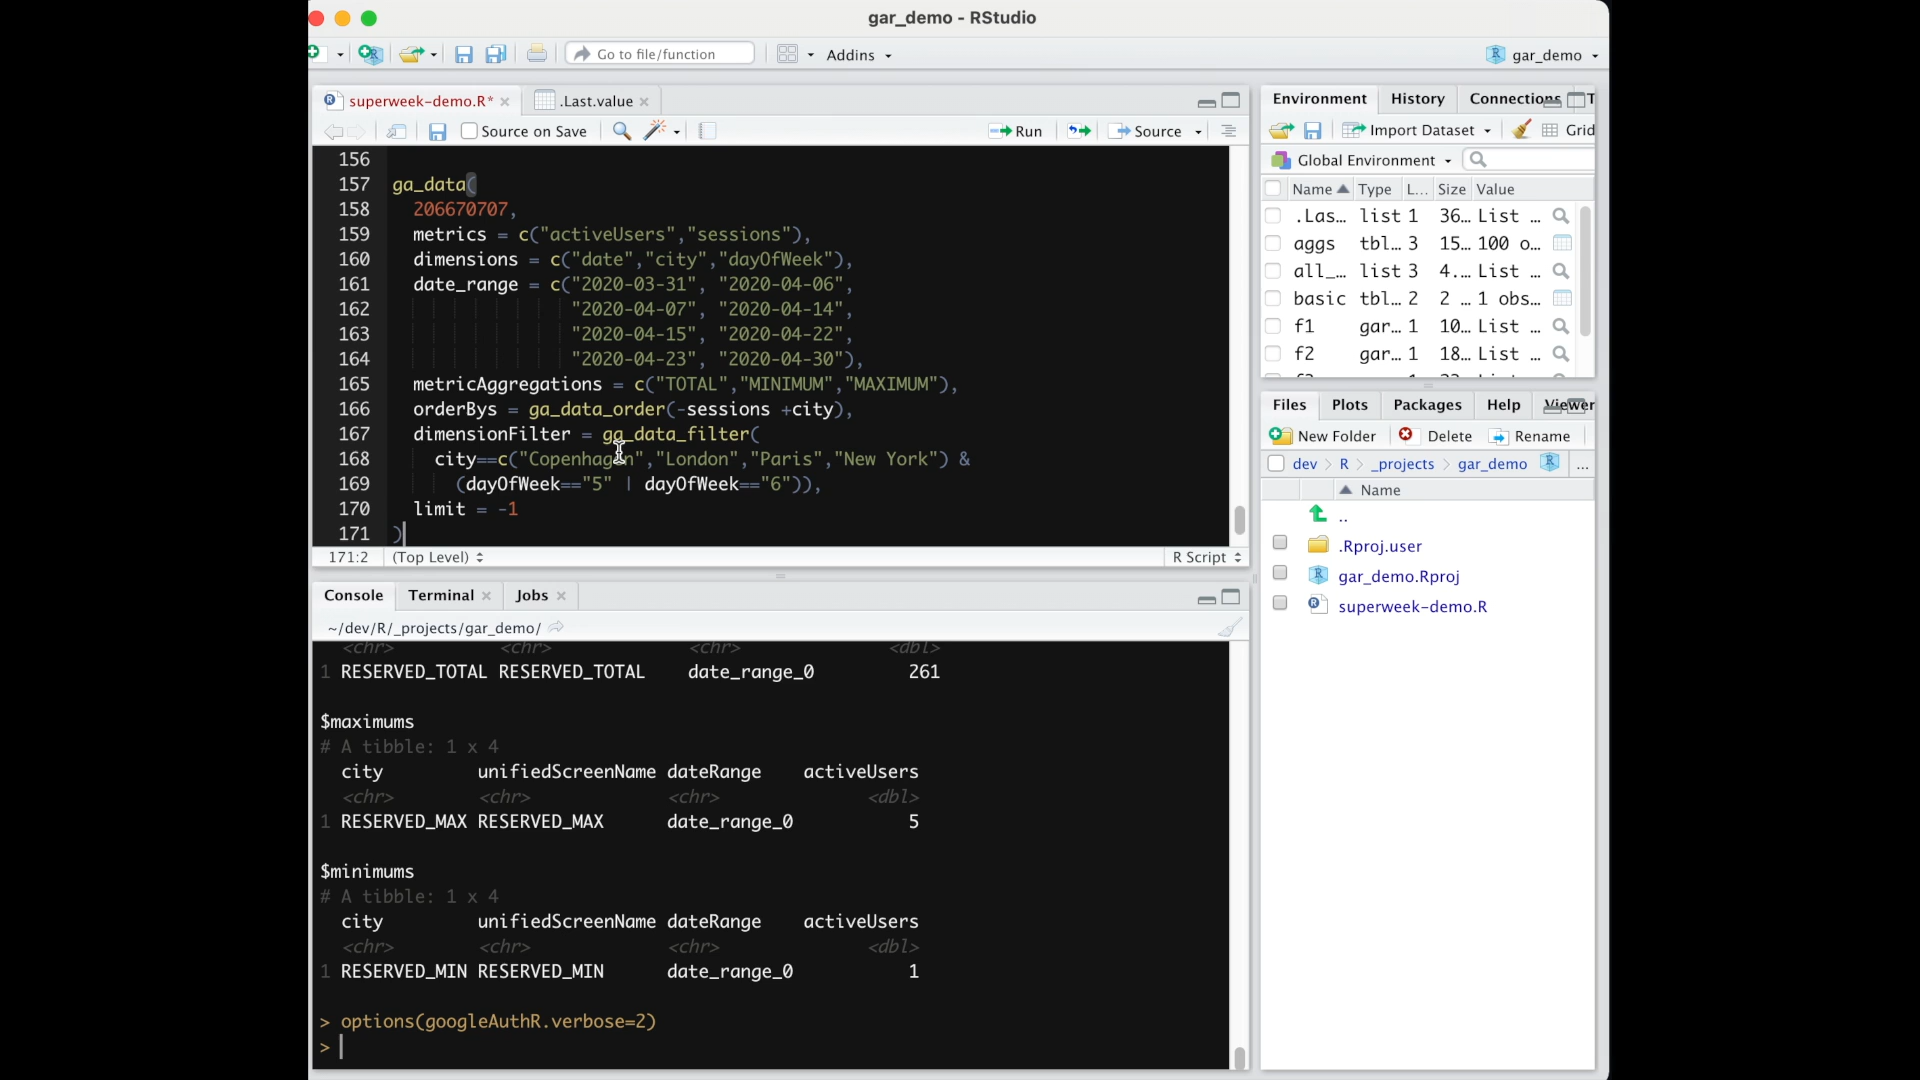 gar_demo - RStudio
Go to file/function
Addins
gar_demo
superweek-demo.R*
.Last.value
Source on Save
Run
Source
156
157 ga_data(
158 206670707,
159 metrics = c("activeUsers","sessions"),
160 dimensions = c("date","city","dayOfWeek"),
161 date_range = c("2020-03-31", "2020-04-06",
162 "2020-04-07", "2020-04-14",
163 "2020-04-15", "2020-04-22",
164 "2020-04-23", "2020-04-30"),
165 metricAggregations = c("TOTAL","MINIMUM","MAXIMUM"),
166 orderBys = ga_data_order(-sessions +city),
167 dimensionFilter = ga_data_filter(
168 city==c("Copenhagen","London","Paris","New York") &
169 (dayOfWeek=="5" | dayOfWeek=="6")),
170 limit = -1
171 )
171:2 (Top Level) R Script
Console Terminal Jobs
~/dev/R/_projects/gar_demo/
<chr> <chr> <chr> <dbl>
1 RESERVED_TOTAL RESERVED_TOTAL date_range_0 261
$maximums
# A tibble: 1 x 4
city unifiedScreenName dateRange activeUsers
<chr> <chr> <chr> <dbl>
1 RESERVED_MAX RESERVED_MAX date_range_0 5
$minimums
# A tibble: 1 x 4
city unifiedScreenName dateRange activeUsers
<chr> <chr> <chr> <dbl>
1 RESERVED_MIN RESERVED_MIN date_range_0 1
> options(googleAuthR.verbose=2)
>
Environment History Connections T
Import Dataset Grid
Global Environment
Name Type L... Size Value
.Las… list 1 36… List …
aggs tbl… 3 15… 100 o…
all_… list 3 4.… List …
basic tbl… 2 2 … 1 obs…
f1 gar… 1 10… List …
f2 gar… 1 18… List …
Files Plots Packages Help Viewer
New Folder Delete Rename
dev R _projects gar_demo ...
Name
..
.Rproj.user
gar_demo.Rproj
superweek-demo.R